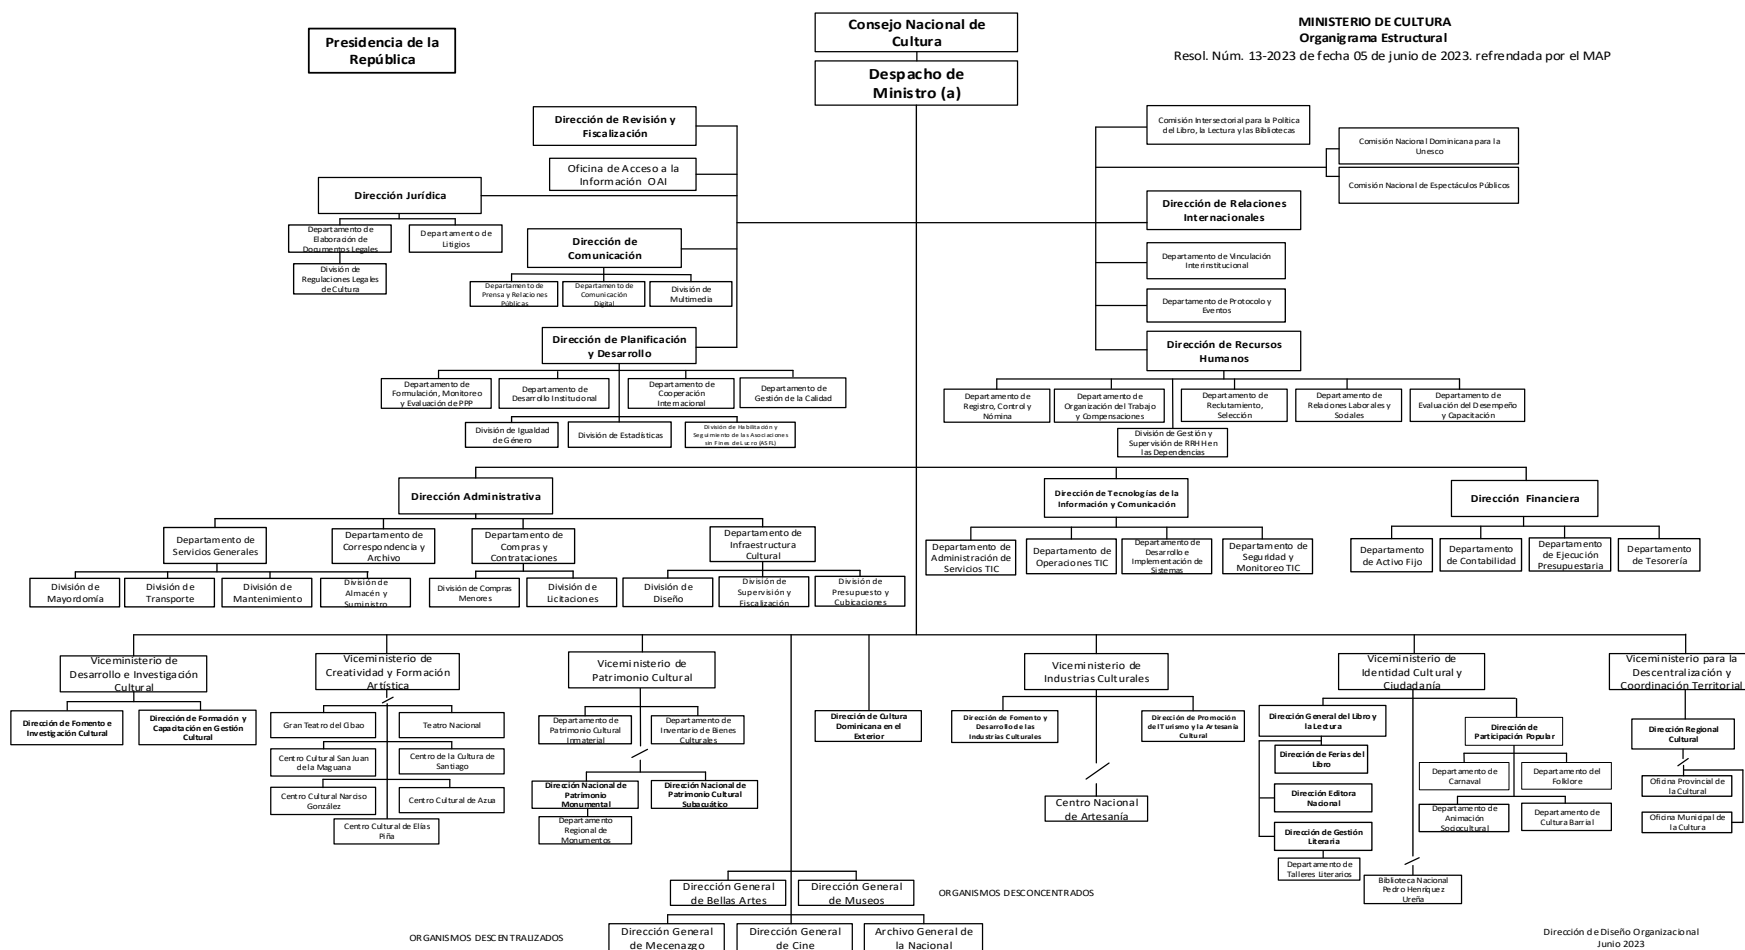 Consejo Nacional de
Cultura
Presidencia de la
República
MINISTERIO DE CULTURA
Organigrama Estructural
Resol. Núm. 13-2023 de fecha 05 de junio de 2023. refrendada por el MAP
Despacho de
Ministro (a)
Dirección de Revisión y
Fiscalización
Oficina de Acceso a la
Información OAI
Dirección Jurídica
Departamento de
Elaboración de
Documentos Legales
Departamento de
Litigios
División de
Regulaciones Legales
de Cultura
Dirección de
Comunicación
Departamento de
Prensa y Relaciones
Públicas
Departamento de
Comunicación
Digital
División de
Multimedia
Dirección de Planificación
y Desarrollo
Departamento de
Formulación, Monitoreo
y Evaluación de PPP
Departamento de
Desarrollo Institucional
Departamento de
Cooperación
Internacional
Departamento de
Gestión de la Calidad
División de Igualdad
de Género
División de Estadísticas
División de Habilitación y
Seguimiento de las Asociaciones
sin Fines de Lucro (ASFL)
Comisión Intersectorial para la Política
del Libro, la Lectura y las Bibliotecas
Comisión Nacional Dominicana para la
Unesco
Comisión Nacional de Espectáculos Públicos
Dirección de Relaciones
Internacionales
Departamento de Vinculación
Interinstitucional
Departamento de Protocolo y
Eventos
Dirección de Recursos
Humanos
Departamento de
Registro, Control y
Nómina
Departamento de
Organización del Trabajo
y Compensaciones
Departamento de
Reclutamiento,
Selección
Departamento de
Relaciones Laborales y
Sociales
Departamento de
Evaluación del Desempeño
y Capacitación
División de Gestión y
Supervisión de RRHH en
las Dependencias
Dirección Administrativa
Departamento de
Servicios Generales
Departamento de
Correspondencia y
Archivo
Departamento de
Compras y
Contrataciones
Departamento de
Infraestructura
Cultural
División de
Mayordomía
División de
Transporte
División de
Mantenimiento
División de
Almacén y
Suministro
División de Compras
Menores
División de
Licitaciones
División de
Diseño
División de
Supervisión y
Fiscalización
División de
Presupuesto y
Cubicaciones
Dirección de Tecnologías de la
Información y Comunicación
Departamento de
Administración de
Servicios TIC
Departamento de
Operaciones TIC
Departamento de
Desarrollo e
Implementación de
Sistemas
Departamento de
Seguridad y
Monitoreo TIC
Dirección Financiera
Departamento
de Activo Fijo
Departamento
de Contabilidad
Departamento
de Ejecución
Presupuestaria
Departamento
de Tesorería
Viceministerio de
Desarrollo e Investigación
Cultural
Dirección de Fomento e
Investigación Cultural
Dirección de Formación y
Capacitación en Gestión
Cultural
Viceministerio de
Creatividad y Formación
Artística
Gran Teatro del Cibao
Teatro Nacional
Centro Cultural San Juan
de la Maguana
Centro de la Cultura de
Santiago
Centro Cultural Narciso
González
Centro Cultural de Azua
Centro Cultural de Elías
Piña
Viceministerio de
Patrimonio Cultural
Departamento de
Patrimonio Cultural
Inmaterial
Departamento de
Inventario de Bienes
Culturales
Dirección Nacional de
Patrimonio
Monumental
Dirección Nacional de
Patrimonio Cultural
Subacuático
Departamento
Regional de
Monumentos
Dirección de Cultura
Dominicana en el
Exterior
Viceministerio de
Industrias Culturales
Dirección de Fomento y
Desarrollo de las
Industrias Culturales
Dirección de Promoción
del Turismo y la Artesanía
Cultural
Centro Nacional
de Artesanía
Viceministerio de
Identidad Cultural y
Ciudadanía
Dirección General del Libro y
la Lectura
Dirección de Ferias del
Libro
Dirección Editora
Nacional
Dirección de Gestión
Literaria
Departamento de
Talleres Literarios
Dirección de
Participación Popular
Departamento de
Carnaval
Departamento del
Folklore
Departamento de
Animación
Sociocultural
Departamento de
Cultura Barrial
Biblioteca Nacional
Pedro Henríquez
Ureña
Viceministerio para la
Descentralización y
Coordinación Territorial
Dirección Regional
Cultural
Oficina Provincial de
la Cultural
Oficina Municipal de
la Cultura
Dirección General
de Bellas Artes
Dirección General
de Museos
ORGANISMOS DESCONCENTRADOS
ORGANISMOS DESCENTRALIZADOS
Dirección General
de Mecenazgo
Dirección General
de Cine
Archivo General de
la Nacional
Dirección de Diseño Organizacional
Junio 2023